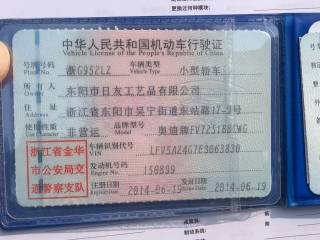 中华人民共和国机动车行驶证
Vehicle License of the People's Republic of China
号牌号码 浙G95ZLZ 车辆类型 小型轿车
Plate No. Vehicle Type
所有人 东阳市日友工艺品有限公司
Owner
住址 浙江省东阳市吴宁街道东站路17-9号
Address
使用性质 非营运 品牌型号 奥迪牌FV7251BBCWG
Use Character Model
浙江省金华
市公安局交
通警察支队
车辆识别代号 LFV5AZ4G7E3063830
VIN
发动机号码 150899
Engine No.
注册日期 2014-06-19 发证日期 2014-06-19
Register Date Issue Date